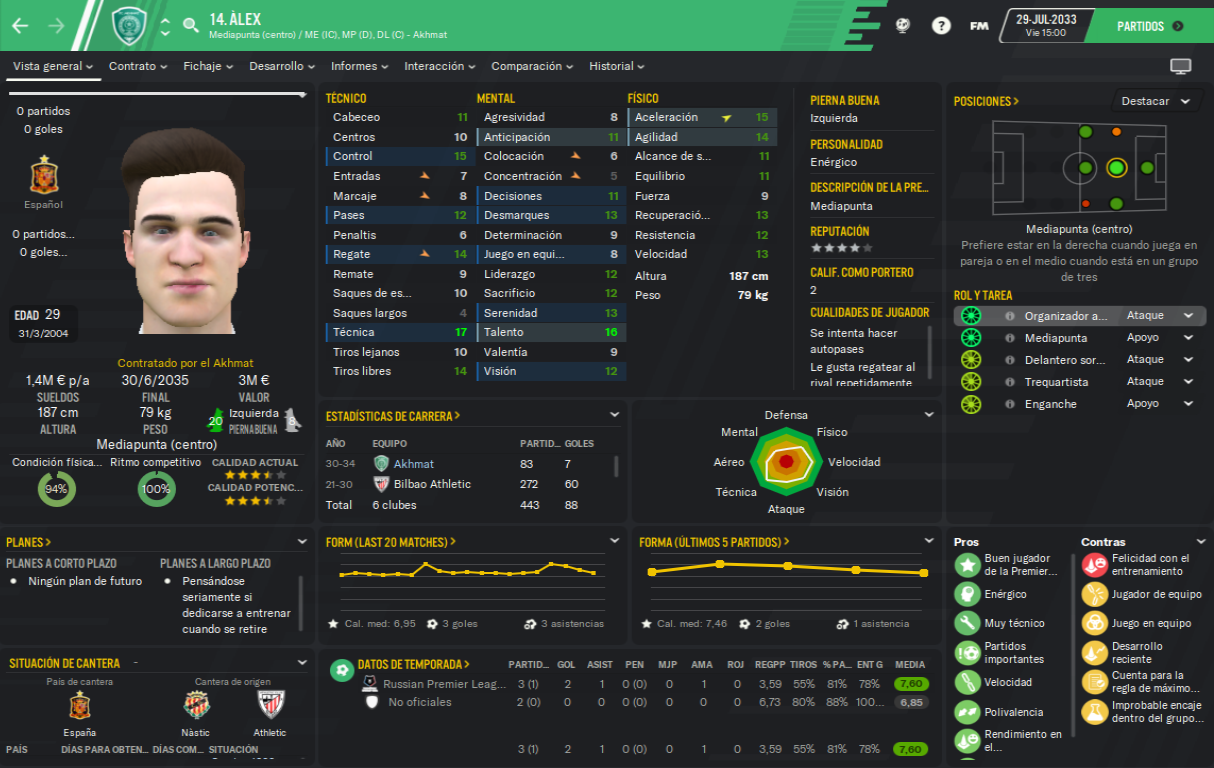 14. ÀLEX
Mediapunta (centro) / ME (IC), MP (D), DL (C) - Akhmat
?
FM
29-JUL-2033
Vie 15:00
PARTIDOS
Vista general
Contrato
Fichaje
Desarrollo
Informes
Interacción
Comparación
Historial
0 partidos
0 goles
Español
0 partidos...
0 goles...
EDAD 29
31/3/2004
Contratado por el Akhmat
1,4M € p/a 30/6/2035 3M €
SUELDOS FINAL VALOR
187 cm 79 kg 20 Izquierda 8
ALTURA PESO PIERNA BUENA
Mediapunta (centro)
Condición física... Ritmo competitivo CALIDAD ACTUAL
94% 100%
CALIDAD POTENC...
TÉCNICO
Cabeceo 11
Centros 10
Control 15
Entradas 7
Marcaje 8
Pases 12
Penaltis 6
Regate 14
Remate 9
Saques de es... 10
Saques largos 4
Técnica 17
Tiros lejanos 10
Tiros libres 14
MENTAL
Agresividad 8
Anticipación 11
Colocación 6
Concentración 5
Decisiones 11
Desmarques 13
Determinación 9
Juego en equi... 8
Liderazgo 12
Sacrificio 12
Serenidad 13
Talento 16
Valentía 9
Visión 12
FÍSICO
Aceleración 15
Agilidad 14
Alcance de s... 11
Equilibrio 11
Fuerza 9
Recuperació... 13
Resistencia 12
Velocidad 13
Altura 187 cm
Peso 79 kg
PIERNA BUENA
Izquierda
PERSONALIDAD
Enérgico
DESCRIPCIÓN DE LA PRE...
Mediapunta
REPUTACIÓN
CALIF. COMO PORTERO
2
CUALIDADES DE JUGADOR
Se intenta hacer
autopases
Le gusta regatear al
rival repetidamente
POSICIONES >
Destacar
Mediapunta (centro)
Prefiere estar en la derecha cuando juega en
pareja o en el medio cuando está en un grupo
de tres
ROL Y TAREA
Organizador a... Ataque
Mediapunta Apoyo
Delantero sor... Ataque
Trequartista Ataque
Enganche Apoyo
ESTADÍSTICAS DE CARRERA >
AÑO EQUIPO PARTID... GOLES
30-34 Akhmat 83 7
21-30 Bilbao Athletic 272 60
Total 6 clubes 443 88
Defensa
Mental Físico
Aéreo Velocidad
Técnica Visión
Ataque
PLANES >
PLANES A CORTO PLAZO
Ningún plan de futuro
PLANES A LARGO PLAZO
Pensándose
seriamente si
dedicarse a entrenar
cuando se retire
FORM (LAST 20 MATCHES) >
Cal. med: 6,95 3 goles 3 asistencias
FORMA (ÚLTIMOS 5 PARTIDOS) >
Cal. med: 7,46 2 goles 1 asistencia
Pros
Buen jugador
de la Premier...
Enérgico
Muy técnico
Partidos
importantes
Velocidad
Polivalencia
Rendimiento en
el...
Contras
Felicidad con el
entrenamiento
Jugador de equipo
Juego en equipo
Desarrollo
reciente
Cuenta para la
regla de máximo...
Improbable encaje
dentro del grupo...
SITUACIÓN DE CANTERA -
País de cantera Cantera de origen
España Nàstic Athletic
PAÍS DÍAS PARA OBTEN... DÍAS COM... SITUACIÓN
DATOS DE TEMPORADA > PARTID... GOL ASIST PEN MJP AMA ROJ REGPP TIROS % PA... ENT G MEDIA
Russian Premier Leag... 3 (1) 2 1 0 (0) 0 1 0 3,59 55% 81% 78% 7,60
No oficiales 2 (0) 0 0 0 (0) 0 0 0 6,73 80% 88% 100... 6,85
3 (1) 2 1 0 (0) 0 1 0 3,59 55% 81% 78% 7,60